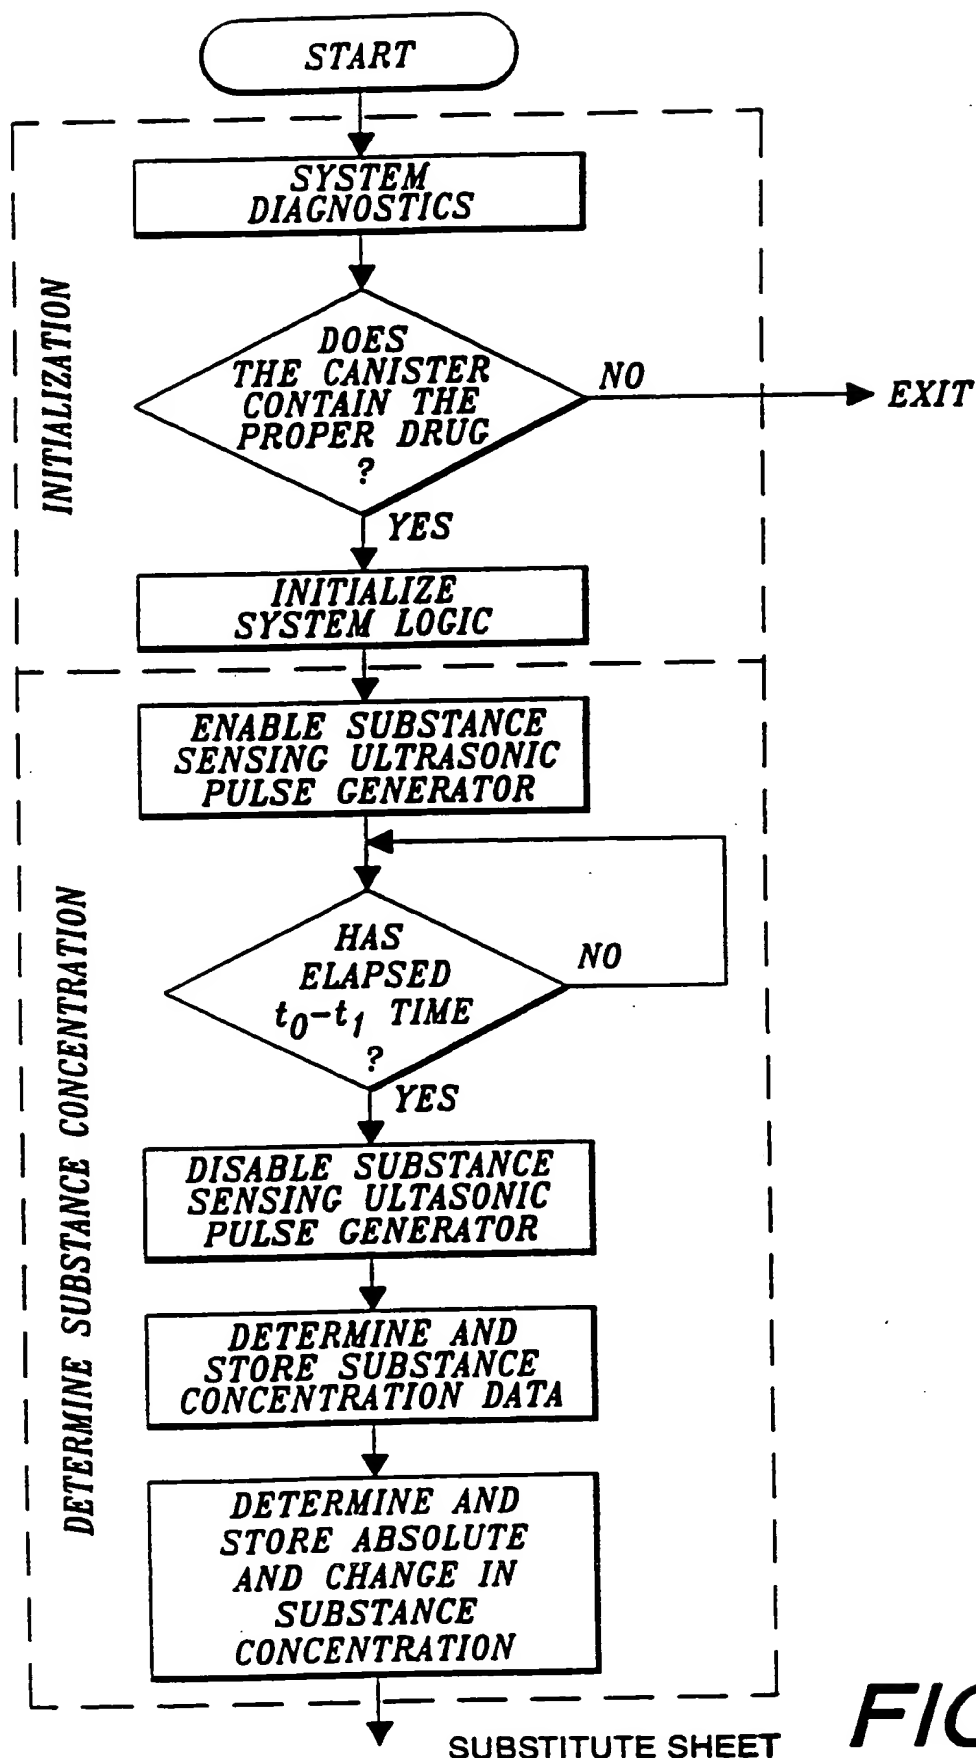 START
SYSTEM
DIAGNOSTICS
INITIALIZATION
DOES
THE CANISTER
CONTAIN THE
PROPER DRUG
?
NO
EXIT
YES
INITIALIZE
SYSTEM LOGIC
ENABLE SUBSTANCE
SENSING ULTRASONIC
PULSE GENERATOR
DETERMINE SUBSTANCE CONCENTRATION
HAS
ELAPSED
t0-t1 TIME
?
NO
YES
DISABLE SUBSTANCE
SENSING ULTASONIC
PULSE GENERATOR
DETERMINE AND
STORE SUBSTANCE
CONCENTRATION DATA
DETERMINE AND
STORE ABSOLUTE
AND CHANGE IN
SUBSTANCE
CONCENTRATION
SUBSTITUTE SHEET